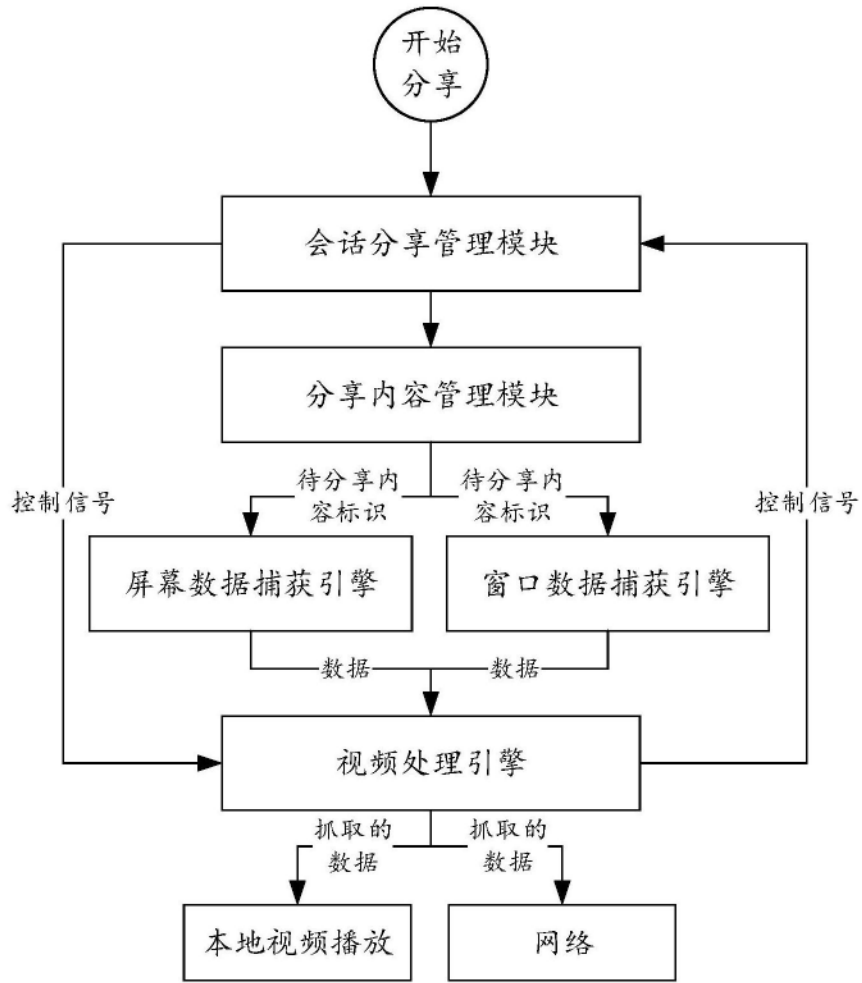 开始
分享
会话分享管理模块
分享内容管理模块
待分享内
容标识
待分享内
容标识
控制信号
控制信号
屏幕数据捕获引擎
窗口数据捕获引擎
数据
数据
视频处理引擎
抓取的
数据
抓取的
数据
本地视频播放
网络